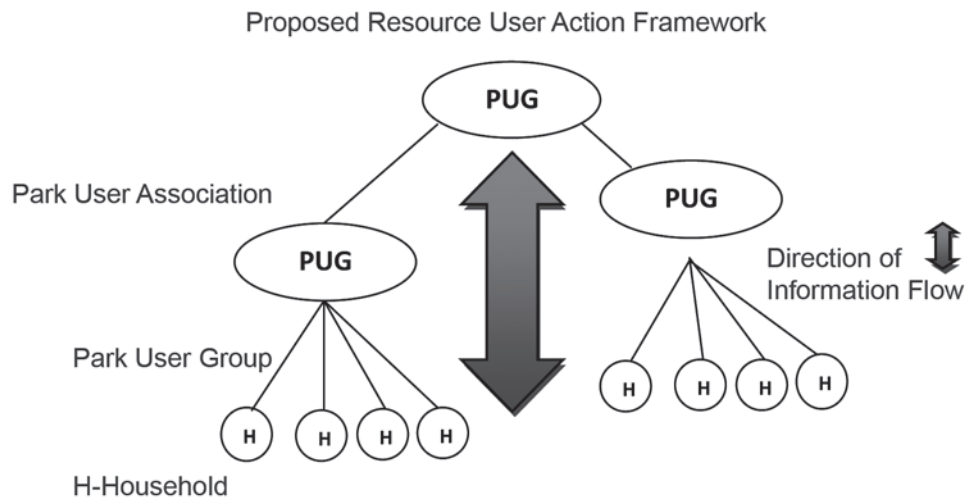 Proposed Resource User Action Framework
PUG
Park User Association
PUG
PUG
Direction of
Information Flow
Park User Group
H
H
H
H
H
H
H
H
H-Household